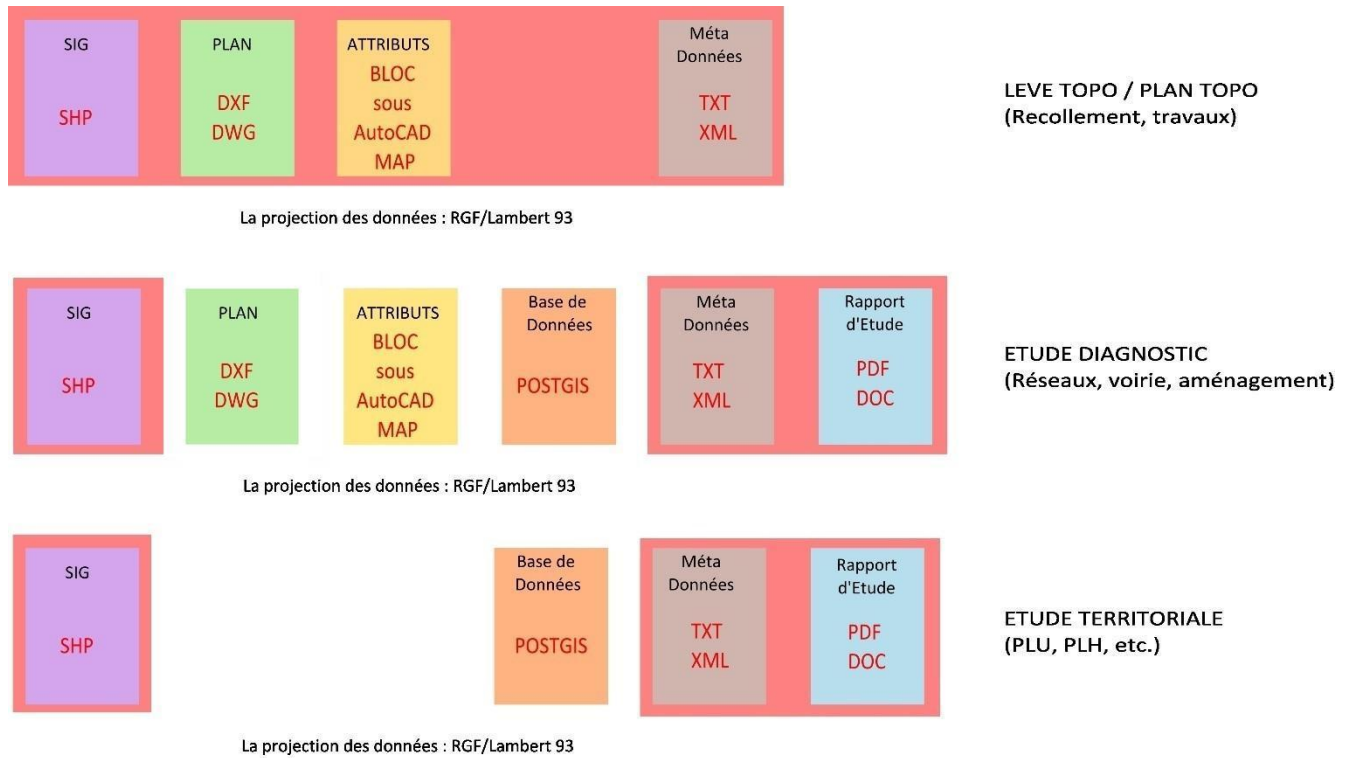 SIG
SHP
PLAN
DXF
DWG
ATTRIBUTS
BLOC
sous
AutoCAD
MAP
Méta
Données
TXT
XML
LEVE TOPO / PLAN TOPO
(Recollement, travaux)
La projection des données : RGF/Lambert 93
SIG
SHP
PLAN
DXF
DWG
ATTRIBUTS
BLOC
sous
AutoCAD
MAP
Base de
Données
POSTGIS
Méta
Données
TXT
XML
Rapport
d'Etude
PDF
DOC
ETUDE DIAGNOSTIC
(Réseaux, voirie, aménagement)
La projection des données : RGF/Lambert 93
SIG
SHP
Base de
Données
POSTGIS
Méta
Données
TXT
XML
Rapport
d'Etude
PDF
DOC
ETUDE TERRITORIALE
(PLU, PLH, etc.)
La projection des données : RGF/Lambert 93